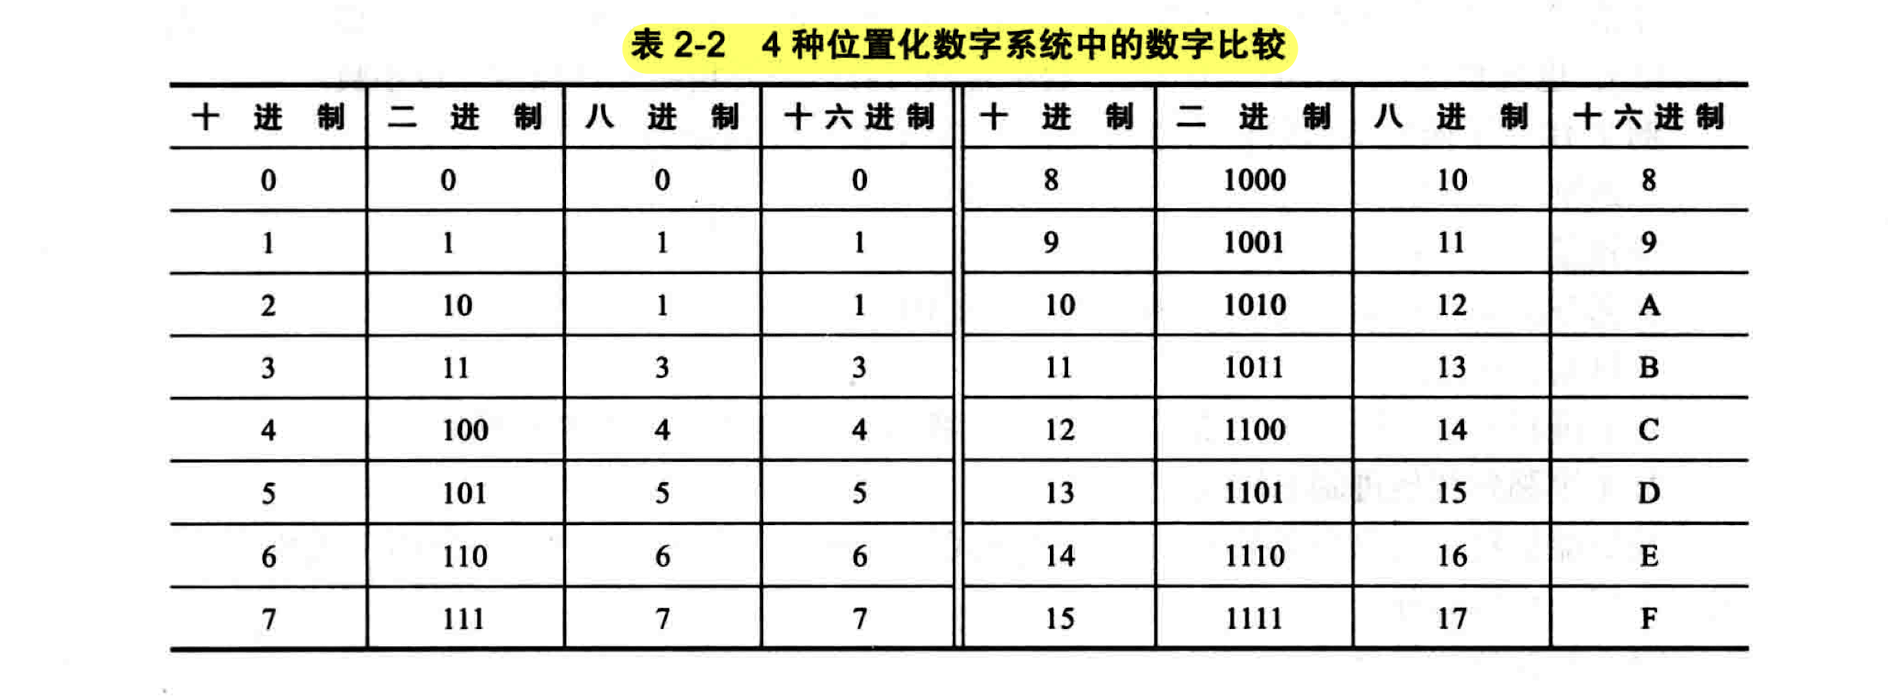 表 2-2 4 种位置化数字系统中的数字比较
十进制 二进制 八进制 十六进制 十进制 二进制 八进制 十六进制
0 0 0 0 8 1000 10 8
1 1 1 1 9 1001 11 9
2 10 1 1 10 1010 12 A
3 11 3 3 11 1011 13 B
4 100 4 4 12 1100 14 C
5 101 5 5 13 1101 15 D
6 110 6 6 14 1110 16 E
7 111 7 7 15 1111 17 F